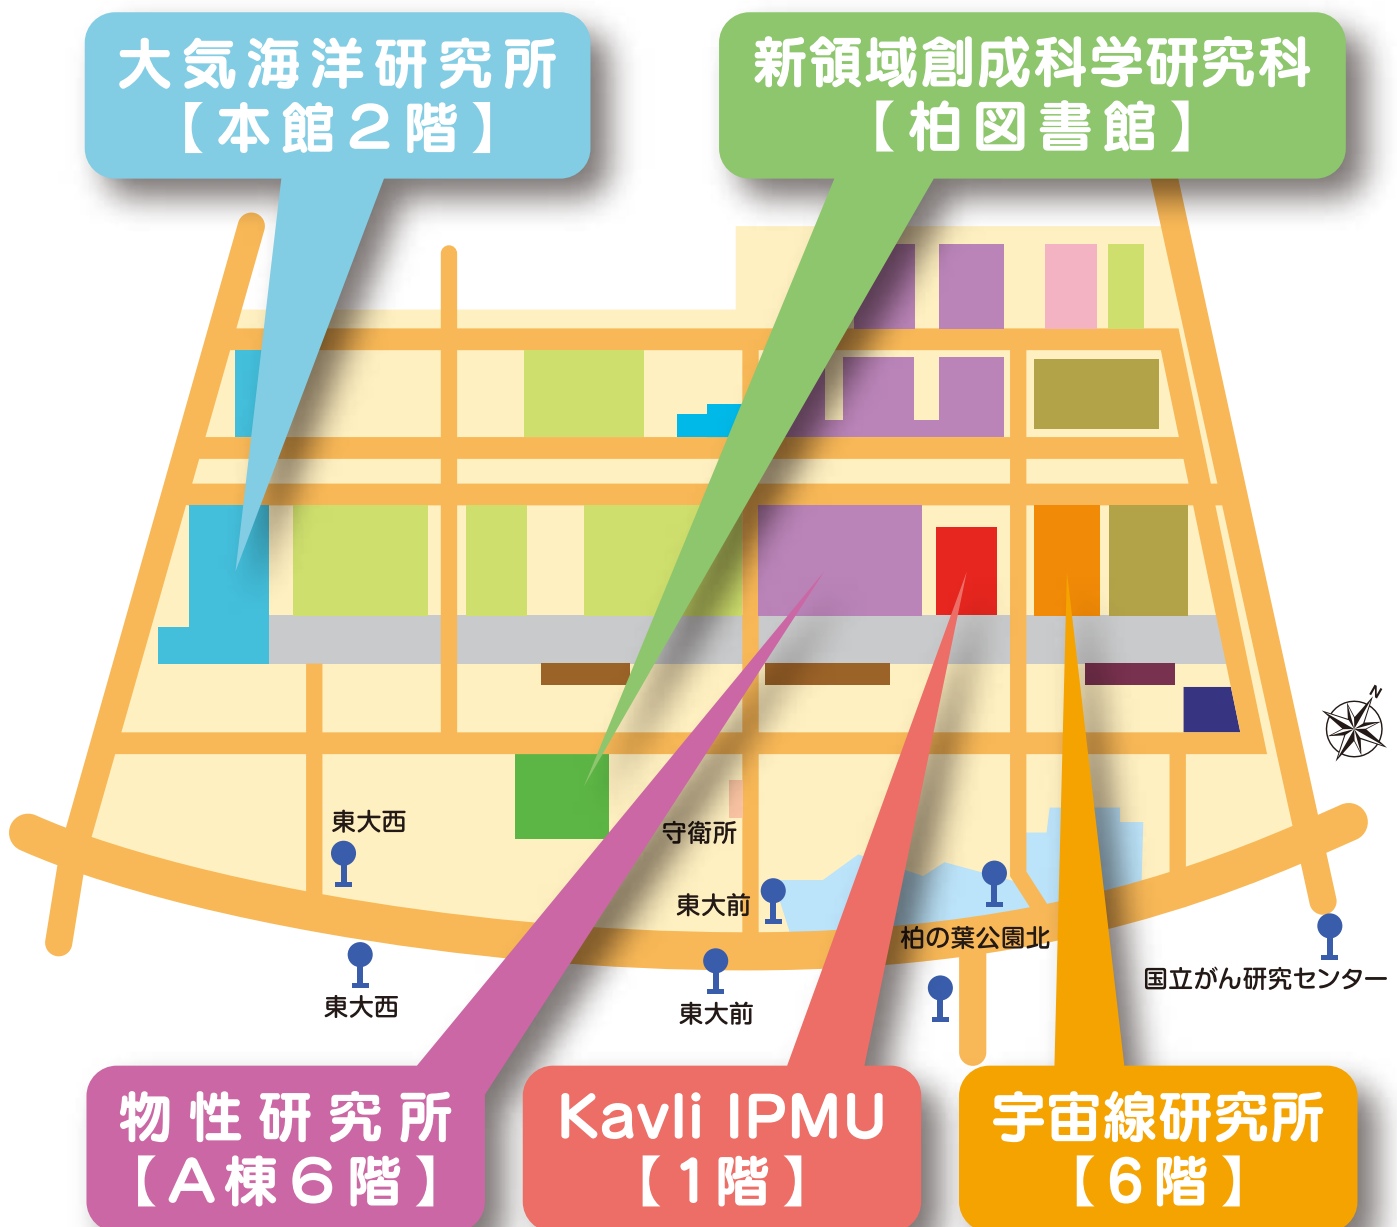 大気海洋研究所
【本館2階】
新領域創成科学研究科
【柏図書館】
N
東大西
守衛所
東大前
柏の葉公園北
国立がん研究センター
東大西
東大前
物性研究所
【A棟6階】
Kavli IPMU
【1階】
宇宙線研究所
【6階】